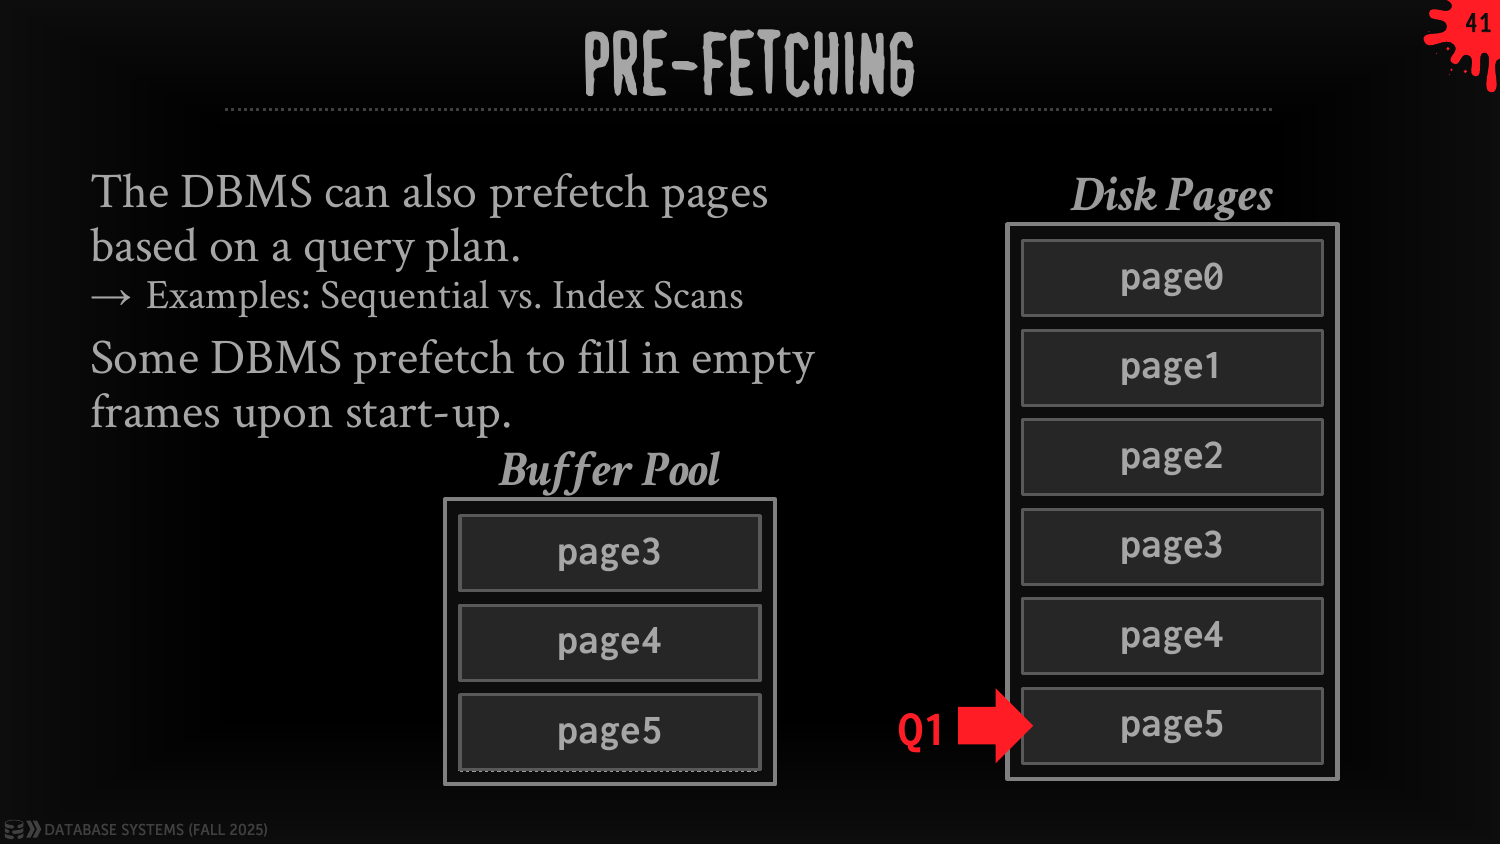 41
PRE-FETCHING
The DBMS can also prefetch pages
based on a query plan.
→ Examples: Sequential vs. Index Scans
Some DBMS prefetch to fill in empty
frames upon start-up.
Buffer Pool
page3
page4
page5
Disk Pages
page0
page1
page2
page3
page4
page5
Q1
DATABASE SYSTEMS (FALL 2025)